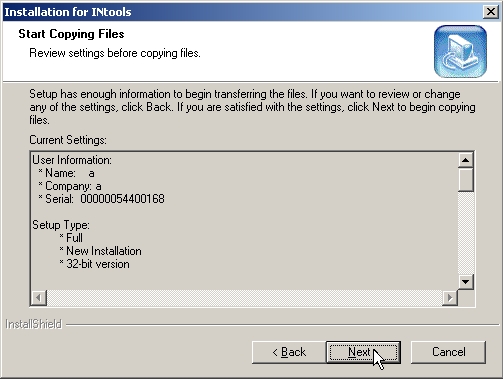 Installation for INtools
Start Copying Files
Review settings before copying files.
Setup has enough information to begin transferring the files. If you want to review or change
any of the settings, click Back. If you are satisfied with the settings, click Next to begin copying
files.
Current Settings:
User Information:
* Name: a
* Company: a
* Serial: 00000054400168
Setup Type:
* Full
* New Installation
* 32-bit version
InstallShield
< Back
Next >
Cancel